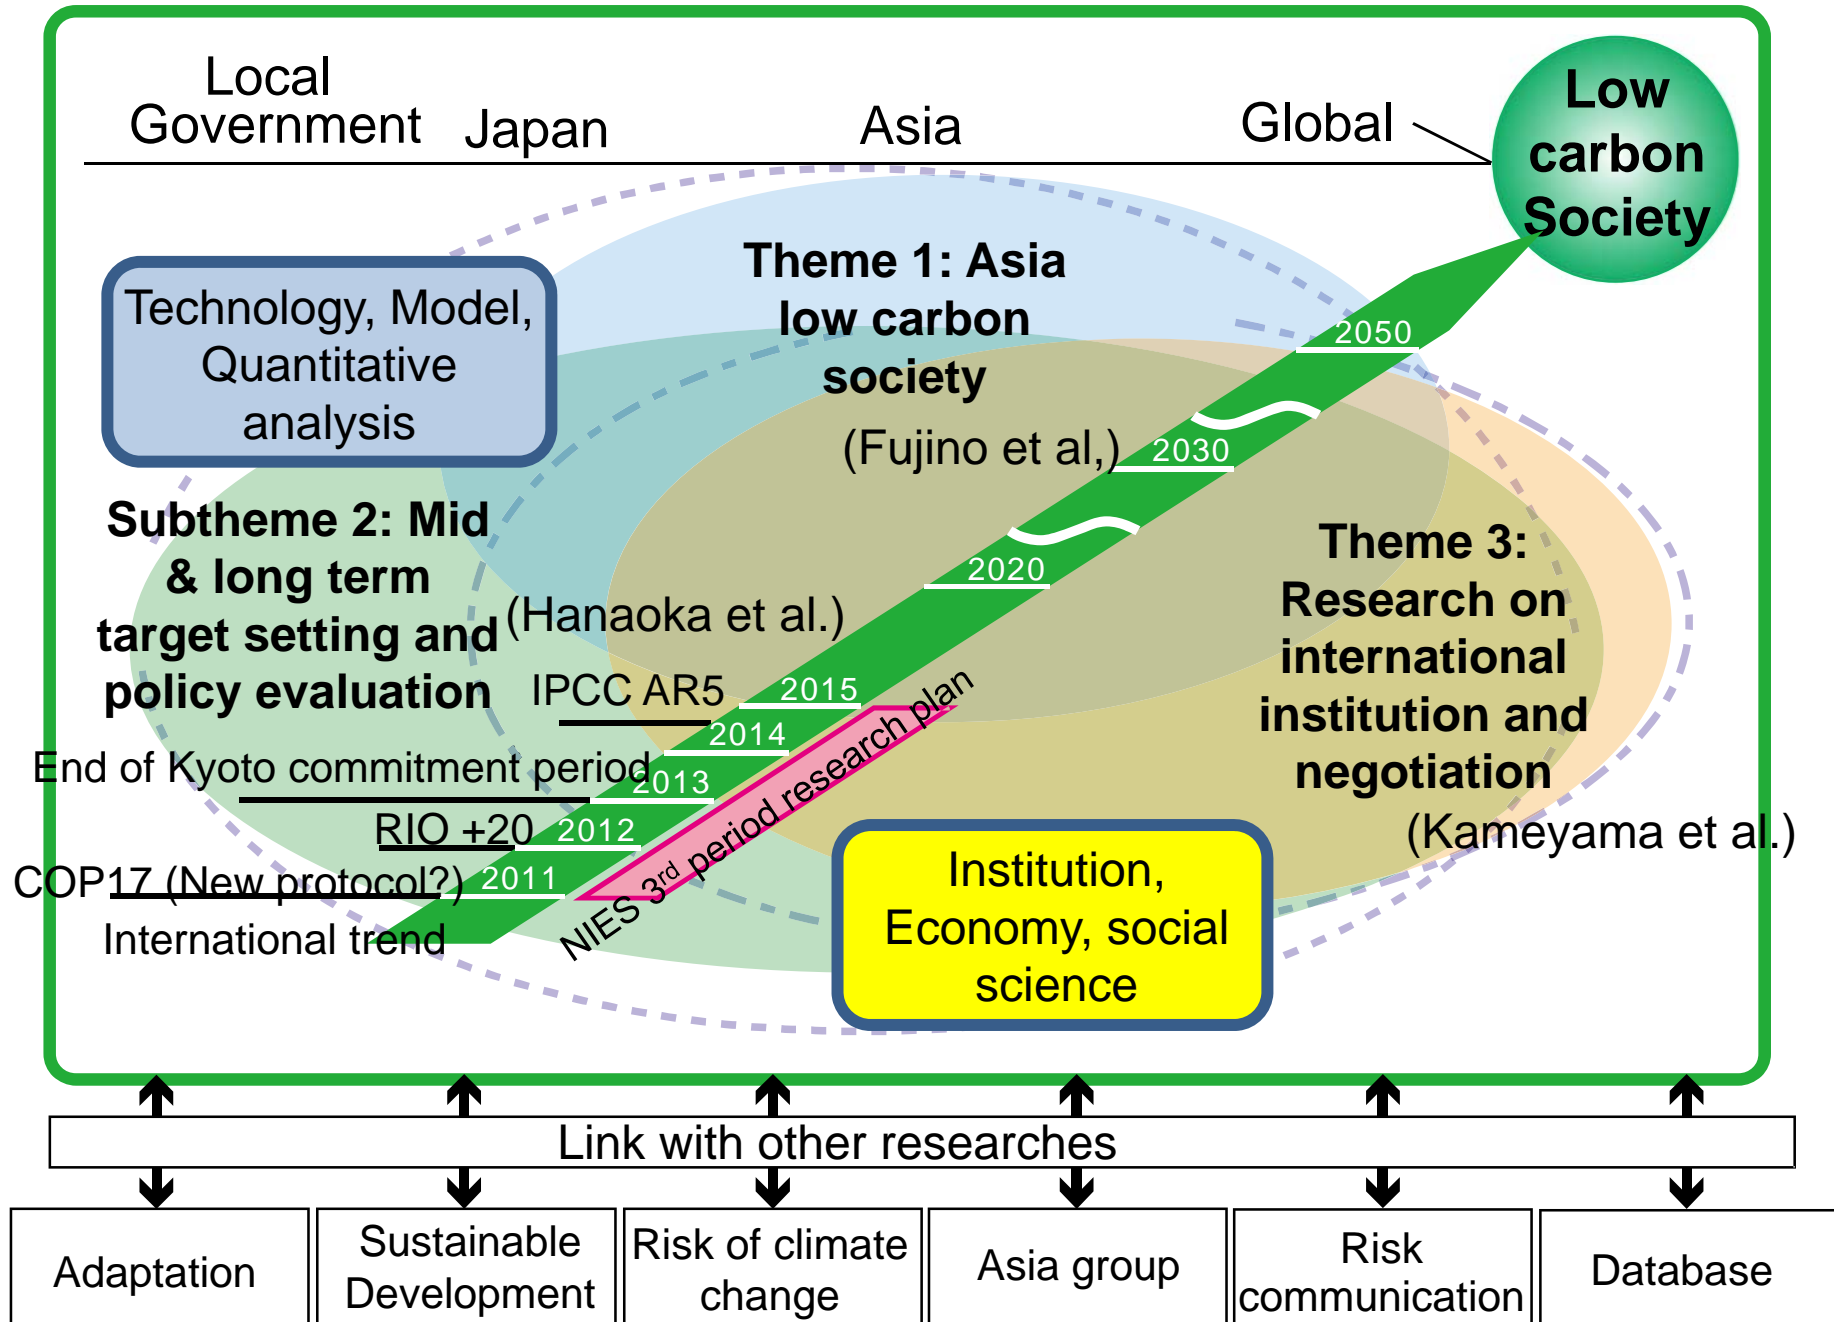 Local
Government
Japan
Asia
Global
Low
carbon
Society
Technology, Model,
Quantitative
analysis
Theme 1: Asia
low carbon
society
(Fujino et al,)
Subtheme 2: Mid
& long term
target setting and
policy evaluation
(Hanaoka et al.)
Theme 3:
Research on
international
institution and
negotiation
(Kameyama et al.)
2050
2030
2020
IPCC AR5
2015
2014
End of Kyoto commitment period
2013
RIO +20
2012
COP17 (New protocol?)
2011
International trend
NIES 3rd period research plan
Institution,
Economy, social
science
Link with other researches
Adaptation
Sustainable
Development
Risk of climate
change
Asia group
Risk
communication
Database